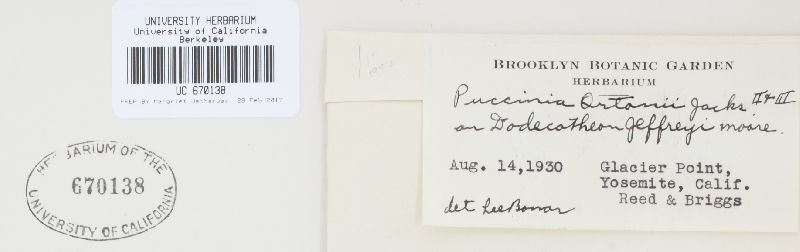 UNIVERSITY HERBARIUM
University of California
Berkeley
UC 670138
PREP BY Margaret 28 Feb 2017
HERBARIUM OF THE
670138
UNIVERSITY OF CALIFORNIA
BROOKLYN BOTANIC GARDEN
HERBARIUM
Puccinia Ortonii Jacks II & III
on Dodecatheon Jeffreyi moore.
Aug. 14,1930
Glacier Point,
Yosemite, Calif.
Reed & Briggs
det Lee Bonar